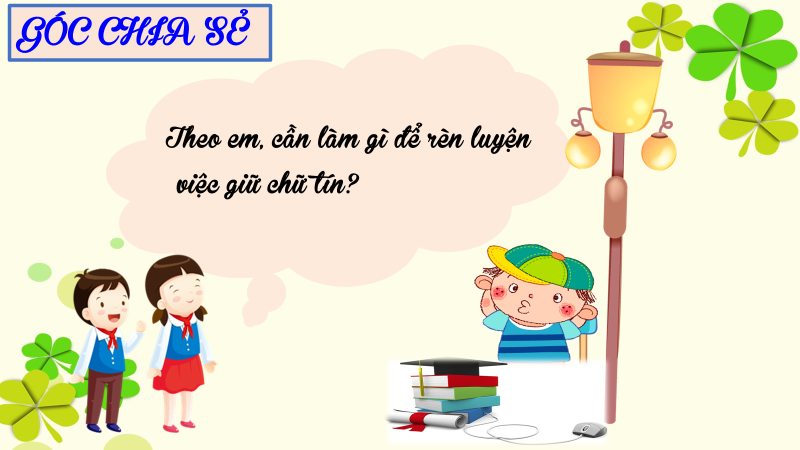 GÓC CHIA SẺ
Theo em, cần làm gì để rèn luyện
việc giữ chữ tín?